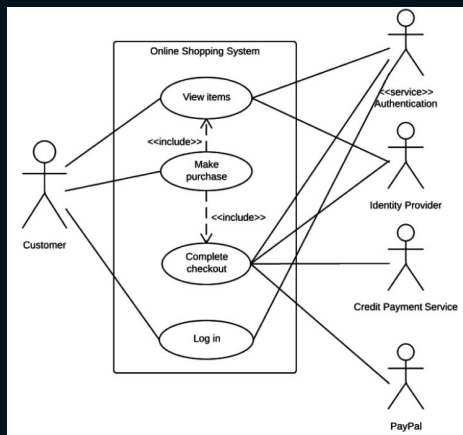 Online Shopping System
View items
<<service>>
Authentication
<<include>>
Make
purchase
Identity Provider
<<include>>
Customer
Complete
checkout
Credit Payment Service
Log in
PayPal